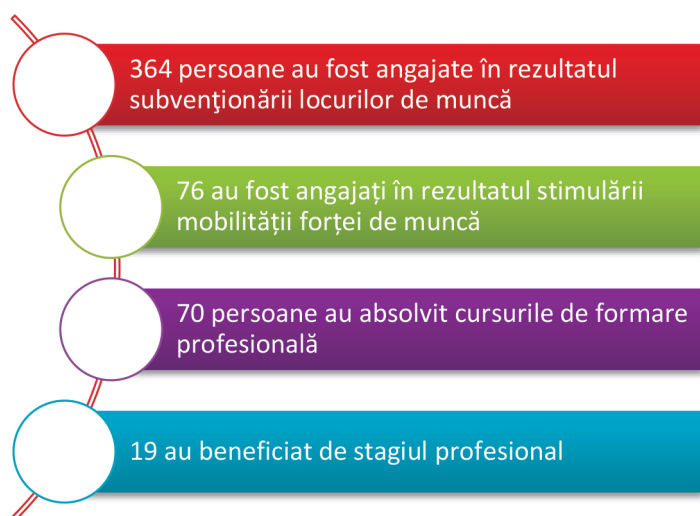 364 persoane au fost angajate în rezultatul
subvenţionării locurilor de muncă
76 au fost angajați în rezultatul stimulării
mobilității forței de muncă
70 persoane au absolvit cursurile de formare
profesională
19 au beneficiat de stagiul profesional